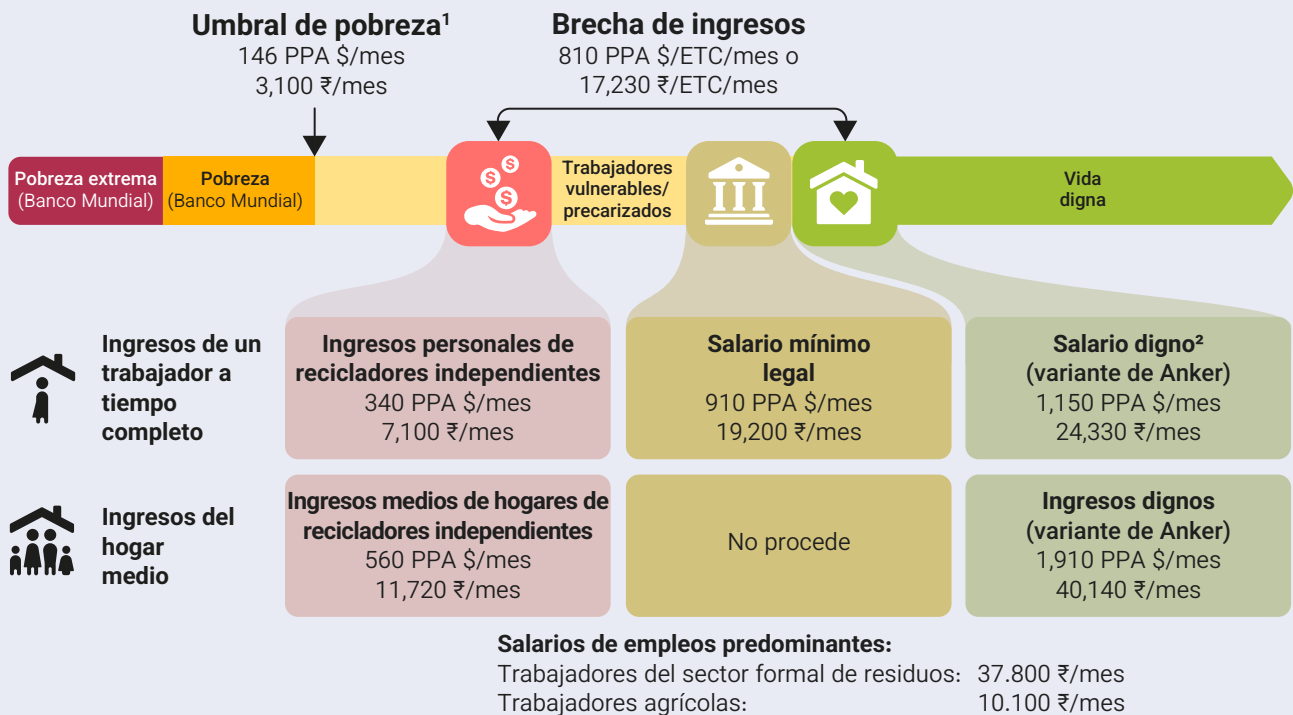 Umbral de pobreza¹
146 PPA $/mes
3,100 ₹/mes
Brecha de ingresos
810 PPA $/ETC/mes o
17,230 ₹/ETC/mes
Pobreza extrema
(Banco Mundial)
Pobreza
(Banco Mundial)
$
$
$
Trabajadores
vulnerables/
precarizados
Vida
digna
Ingresos de un
trabajador a
tiempo
completo
Ingresos personales de
recicladores independientes
340 PPA $/mes
7,100 ₹/mes
Salario mínimo
legal
910 PPA $/mes
19,200 ₹/mes
Salario digno²
(variante de Anker)
1,150 PPA $/mes
24,330 ₹/mes
Ingresos del
hogar
medio
Ingresos medios de hogares de
recicladores independientes
560 PPA $/mes
11,720 ₹/mes
No procede
Ingresos dignos
(variante de Anker)
1,910 PPA $/mes
40,140 ₹/mes
Salarios de empleos predominantes:
Trabajadores del sector formal de residuos: 37.800 ₹/mes
Trabajadores agrícolas: 10.100 ₹/mes